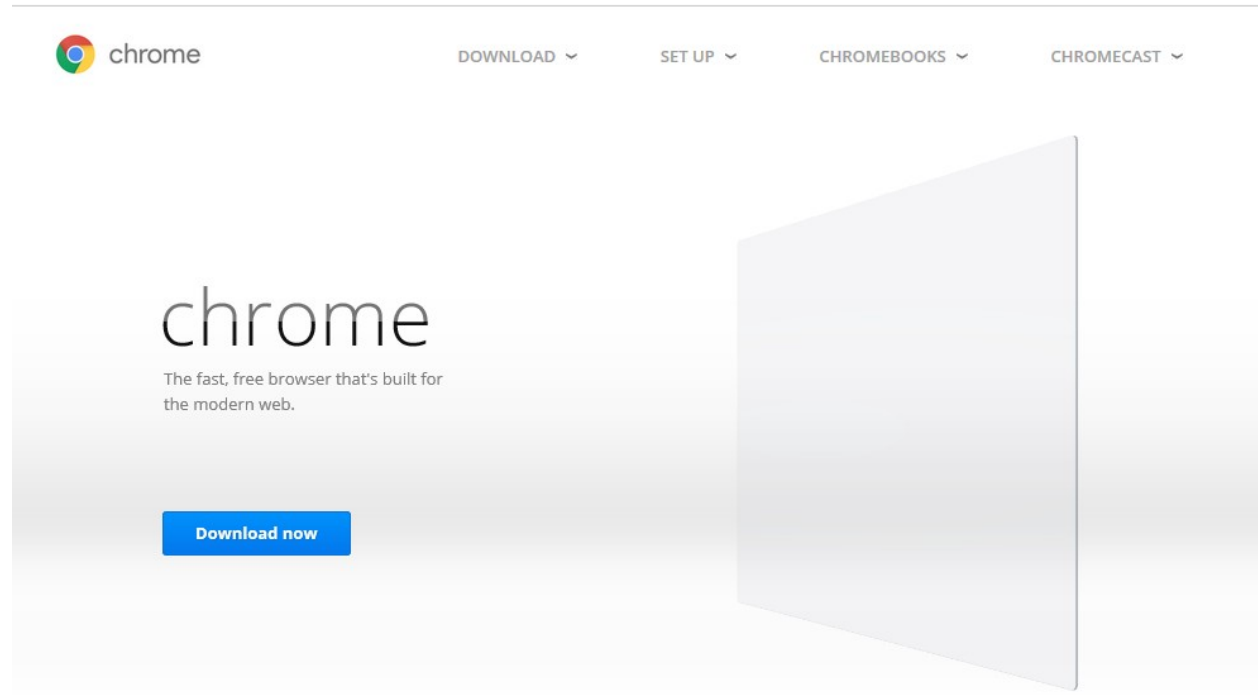 chrome
DOWNLOAD
SET UP
CHROMEBOOKS
CHROMECAST
chrome
The fast, free browser that's built for
the modern web.
Download now